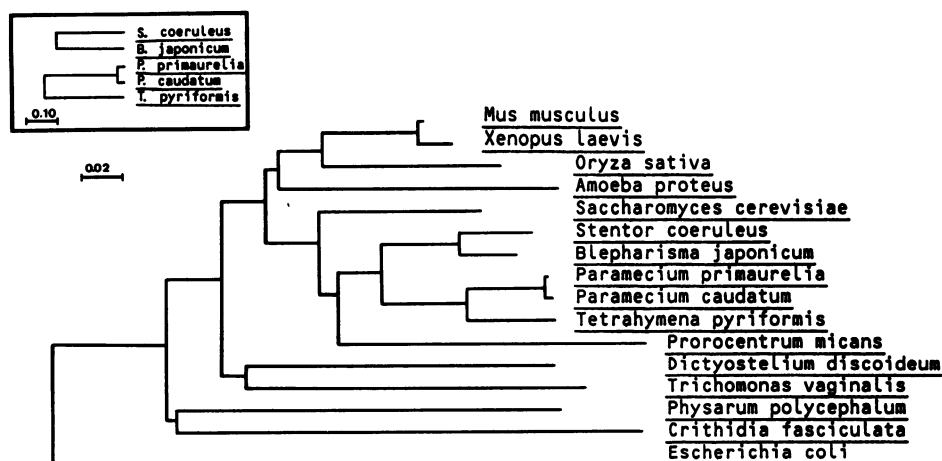 S. coeruleus
B. japonicum
P. primaurelia
P. caudatum
T. pyriformis
0.10
0.02
Mus musculus
Xenopus laevis
Oryza sativa
Amoeba proteus
Saccharomyces cerevisiae
Stentor coeruleus
Blepharisma japonicum
Paramecium primaurelia
Paramecium caudatum
Tetrahymena pyriformis
Prorocentrum micans
Dictyostelium discoideum
Trichomonas vaginalis
Physarum polycephalum
Crithidia fasciculata
Escherichia coli